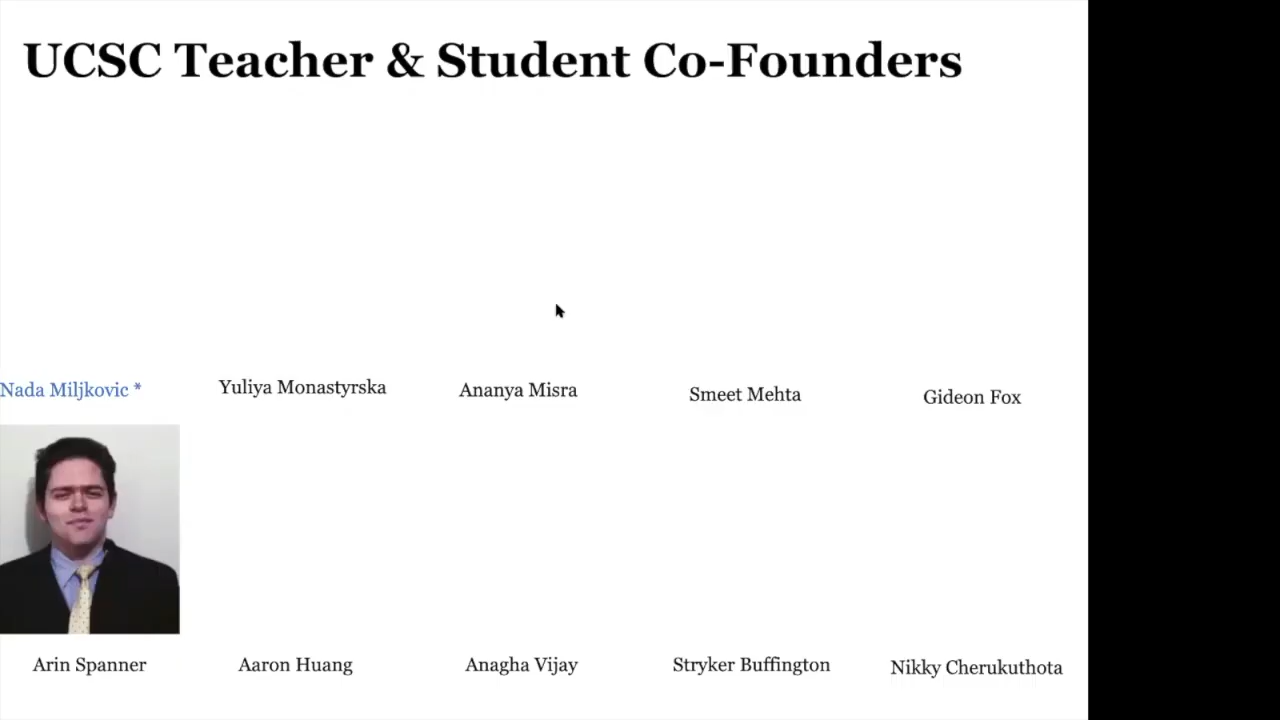 UCSC Teacher & Student Co-Founders
Nada Miljkovic *
Yuliya Monastyrska
Ananya Misra
Smeet Mehta
Gideon Fox
Arin Spanner
Aaron Huang
Anagha Vijay
Stryker Buffington
Nikky Cherukuthota